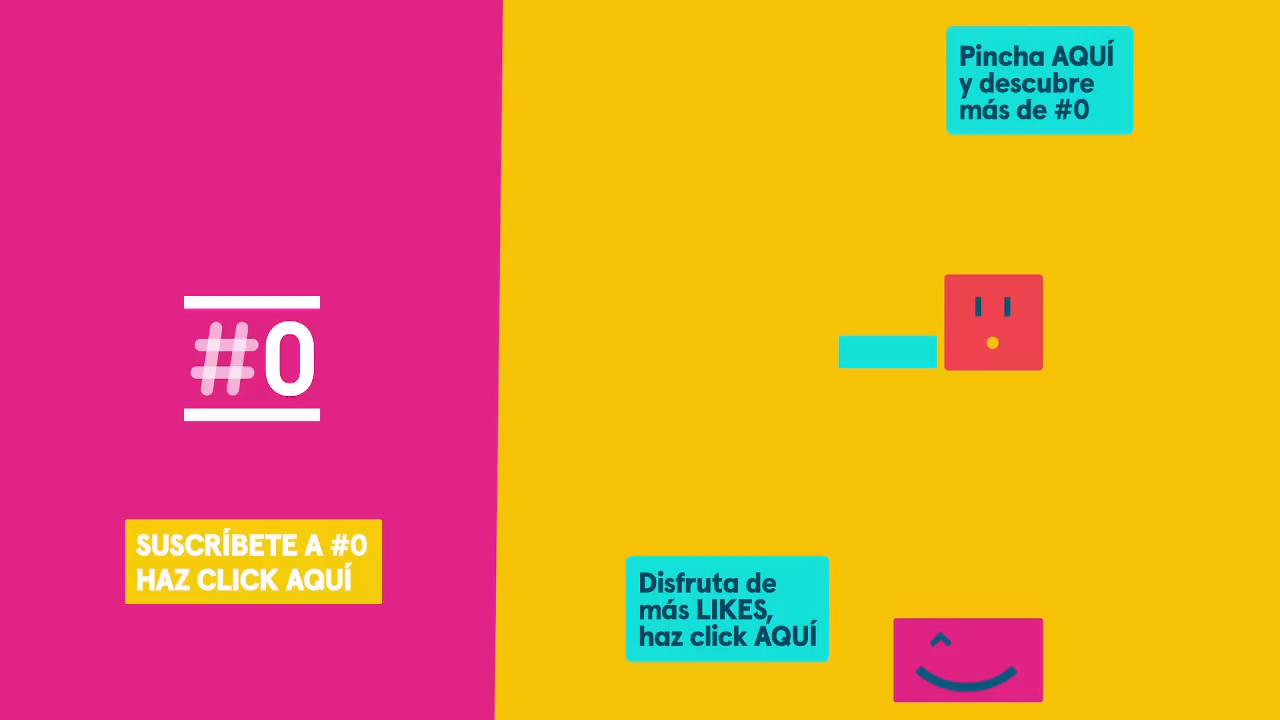 #0
SUSCRÍBETE A #0
HAZ CLICK AQUÍ
Pincha AQUÍ
y descubre
más de #0
Disfruta de
más LIKES,
haz click AQUÍ